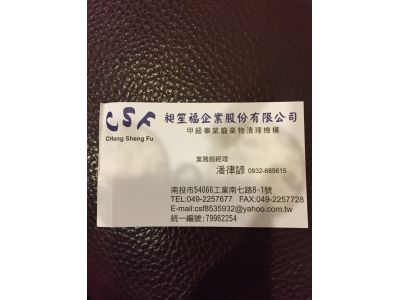 CSF 昶笙福企業股份有限公司
CHang Sheng Fu 甲級事業廢棄物清理機構
業務部經理
潘律諺 0932-685615
南投市54066工業南七路8-1號
TEL:049-2257677 FAX:049-2257728
E-mail:csf8535932@yahoo.com.tw
統一編號:79962254